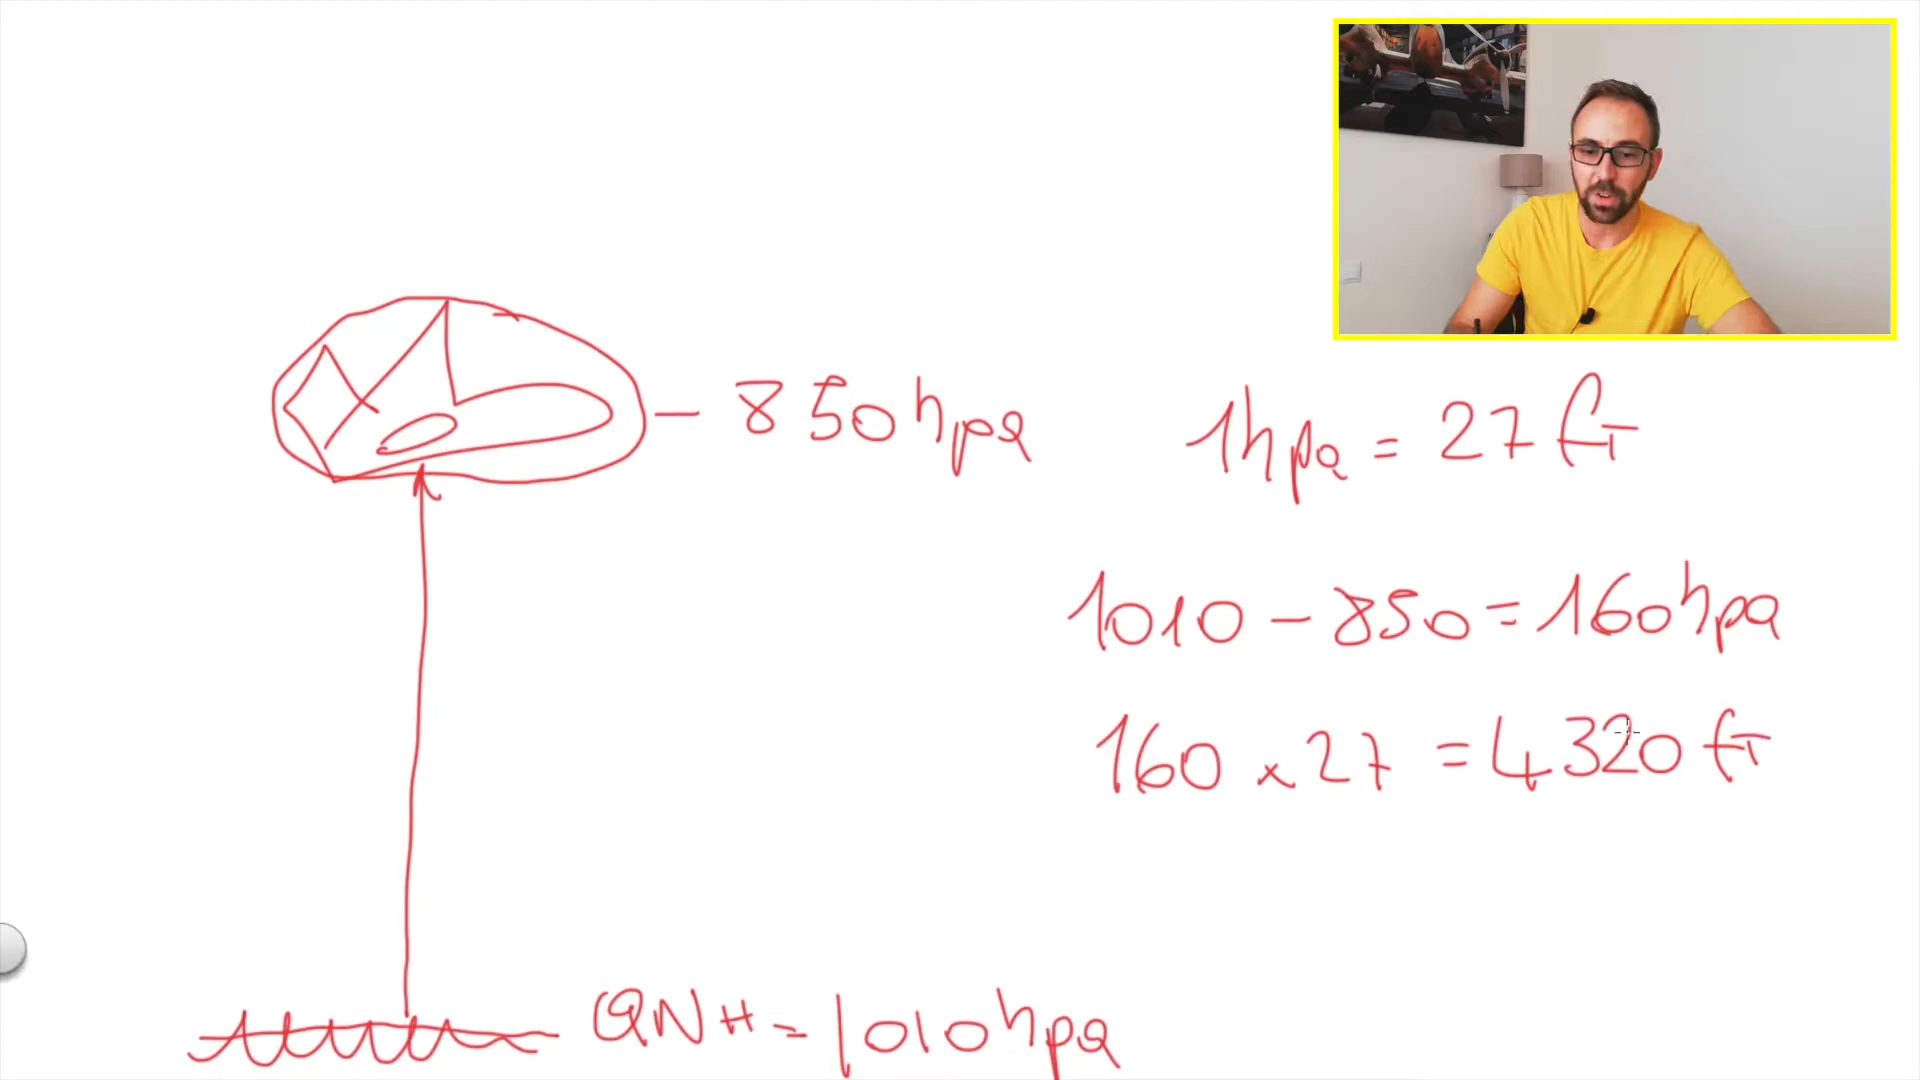 - 850hpa
1hpa = 27 ft
1010 - 850 = 160hpa
160 x 27 = 4320 ft
QNH = 1010hpa